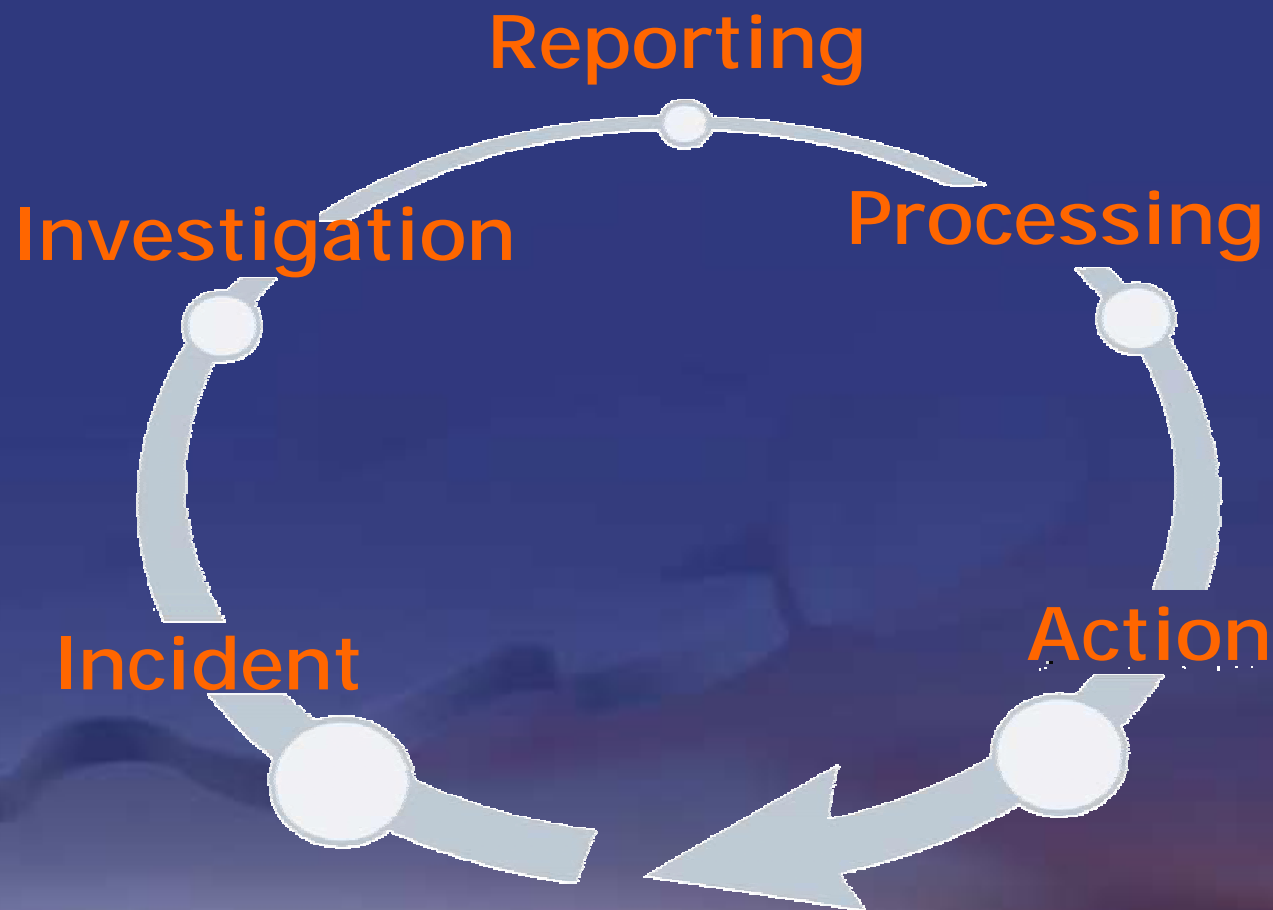 Reporting
Investigation
Processing
Incident
Action